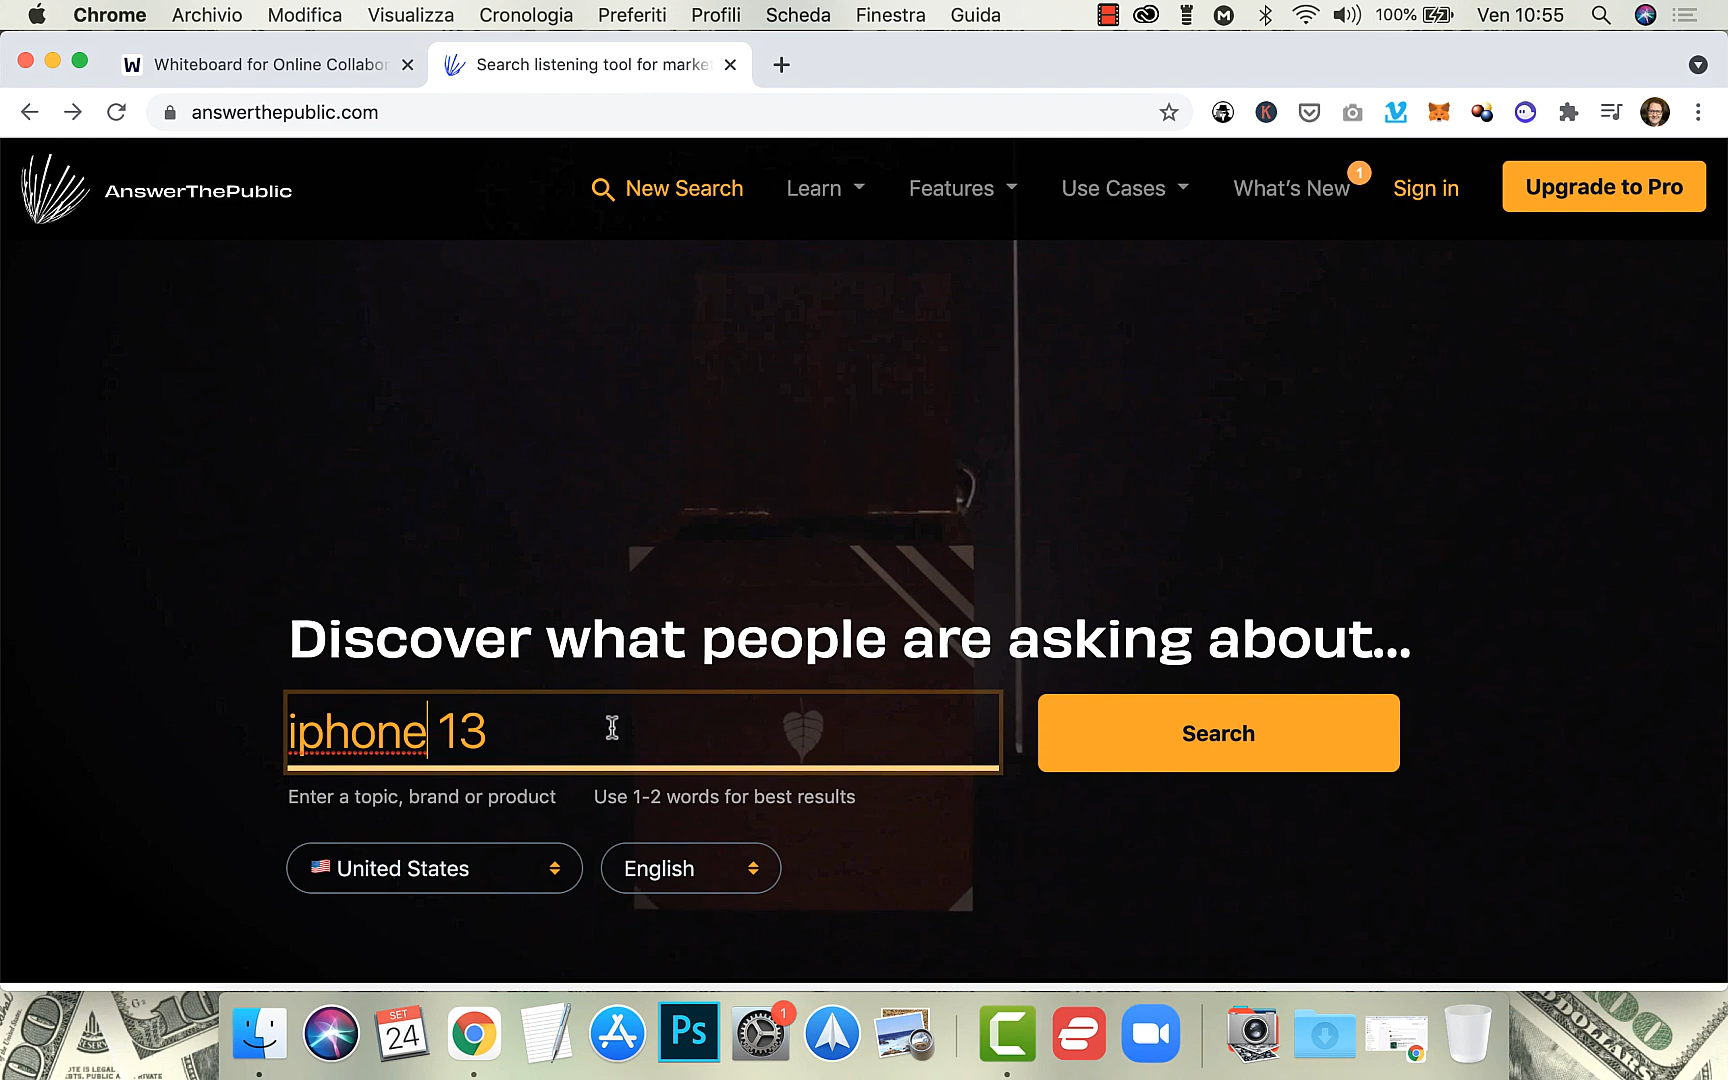 Chrome Archivio Modifica Visualizza Cronologia Preferiti Profili Scheda Finestra Guida 100% Ven 10:55
Whiteboard for Online Collabor
Search listening tool for marke
answerthepublic.com
AnswerThePublic
New Search
Learn
Features
Use Cases
What's New
1
Sign in
Upgrade to Pro
Discover what people are asking about...
iphone 13
Search
Enter a topic, brand or product
Use 1-2 words for best results
United States
English
SET
24
Ps
1